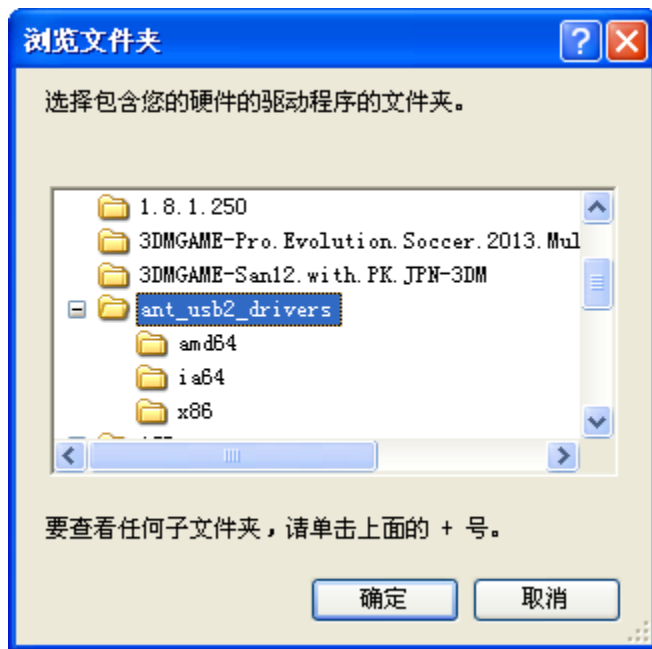 浏览文件夹
选择包含您的硬件的驱动程序的文件夹。
1.8.1.250
3DMGAME-Pro.Evolution.Soccer.2013.Mul
3DMGAME-San12.with.PK.JPN-3DM
ant_usb2_drivers
amd64
ia64
x86
要查看任何子文件夹，请单击上面的 + 号。
确定
取消